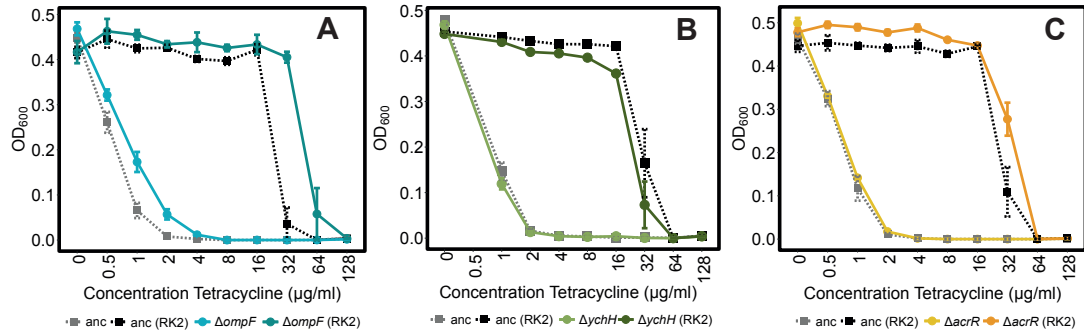 A
0.5
0.4
0.3
0.2
0.1
0.0
OD600
0 0.5 1 2 4 8 16 32 64 128
Concentration Tetracycline (µg/ml)
anc anc (RK2) ΔompF ΔompF (RK2)
B
0.5
0.4
0.3
0.2
0.1
0.0
OD600
0 0.5 1 2 4 8 16 32 64 128
Concentration Tetracycline (µg/ml)
anc anc (RK2) ΔychH ΔychH (RK2)
C
0.5
0.4
0.3
0.2
0.1
0.0
OD600
0 0.5 1 2 4 8 16 32 64 128
Concentration Tetracycline (µg/ml)
anc anc (RK2) ΔacrR ΔacrR (RK2)